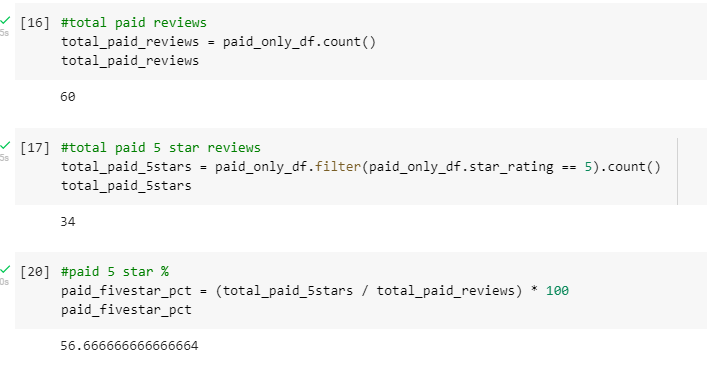 [16] #total paid reviews
total_paid_reviews = paid_only_df.count()
total_paid_reviews
5s
60
[17] #total paid 5 star reviews
total_paid_5stars = paid_only_df.filter(paid_only_df.star_rating == 5).count()
total_paid_5stars
5s
34
[20] #paid 5 star %
paid_fivestar_pct = (total_paid_5stars / total_paid_reviews) * 100
paid_fivestar_pct
0s
56.666666666666664